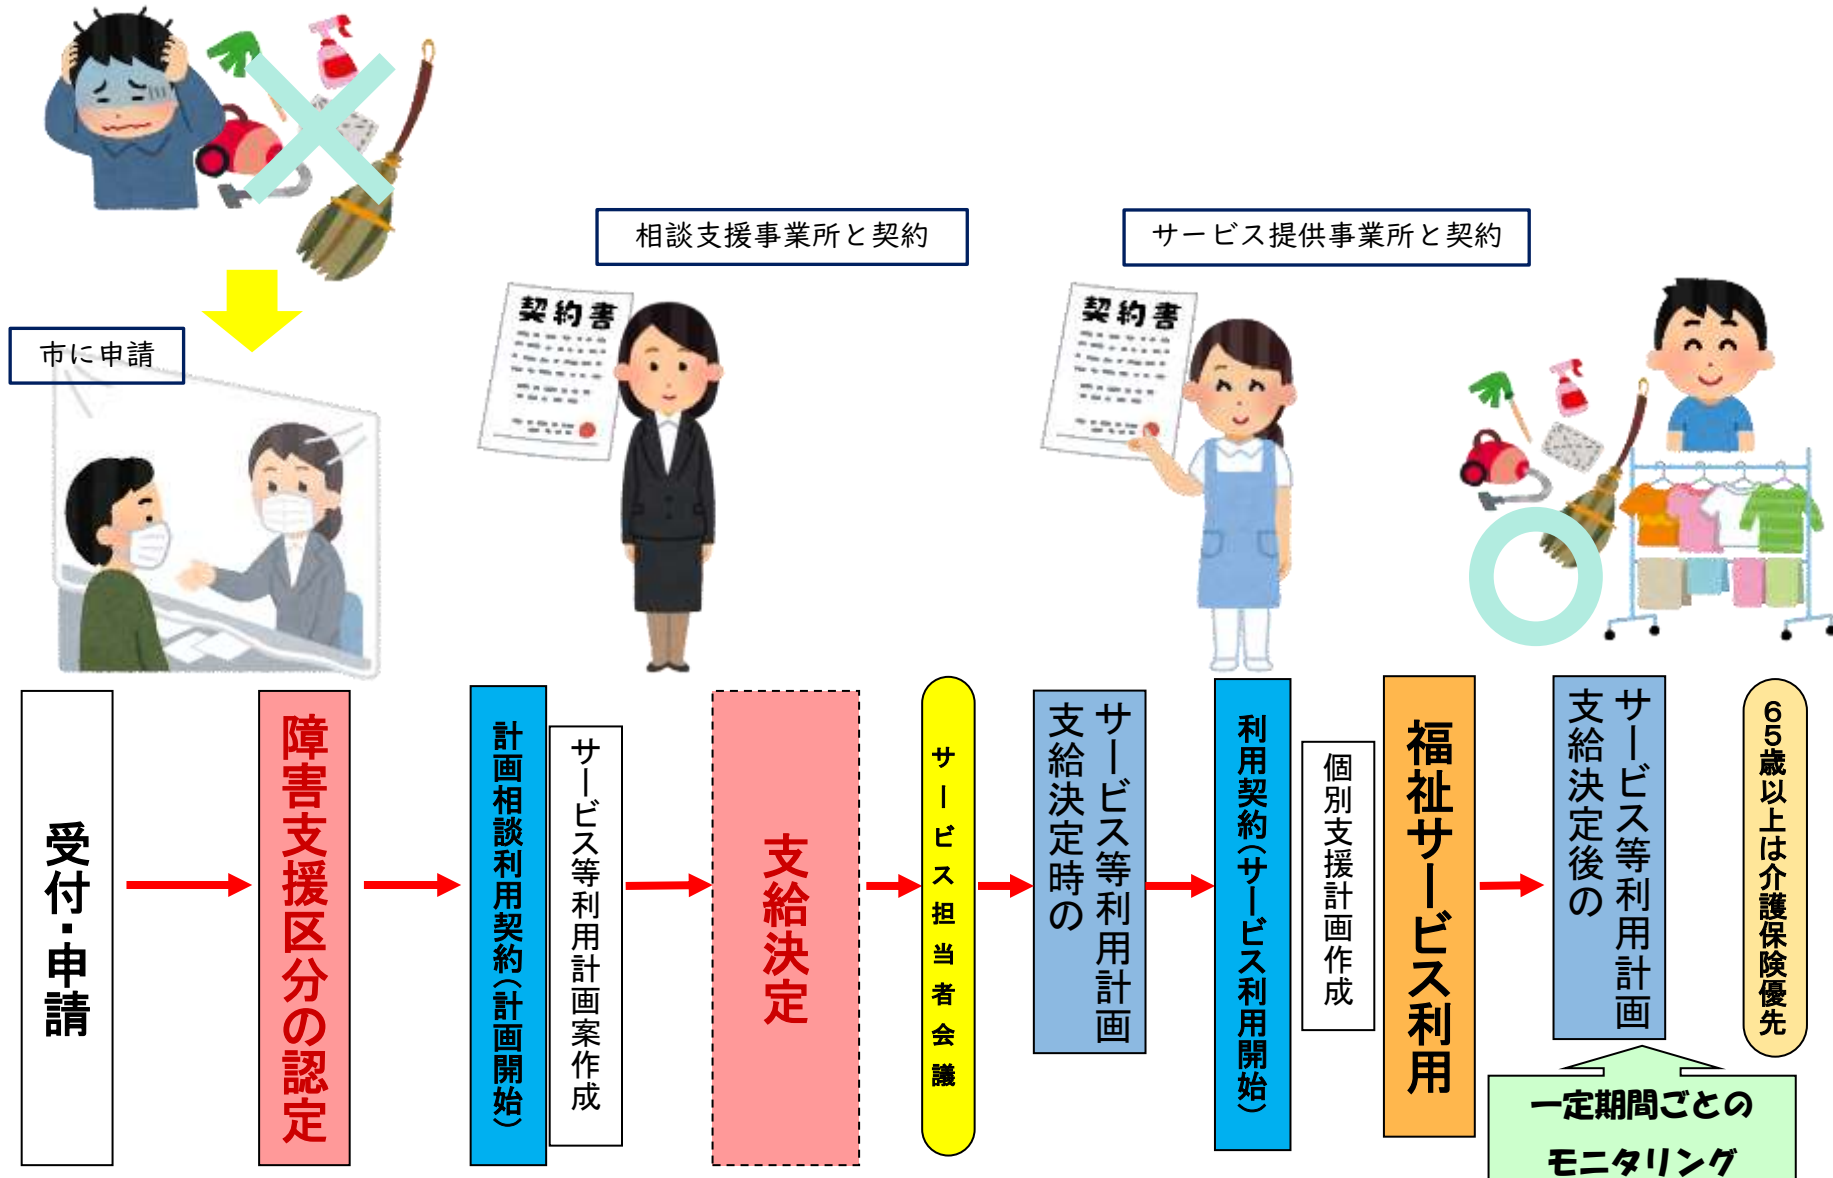 相談支援事業所と契約
サービス提供事業所と契約
市に申請
契約書
契約書
受付・申請
障害支援区分の認定
計画相談利用契約(計画開始)
サービス等利用計画案作成
支給決定
サービス担当者会議
サービス等利用計画
支給決定時の
利用契約(サービス利用開始)
個別支援計画作成
福祉サービス利用
サービス等利用計画
支給決定後の
65歳以上は介護保険優先
一定期間ごとの
モニタリング